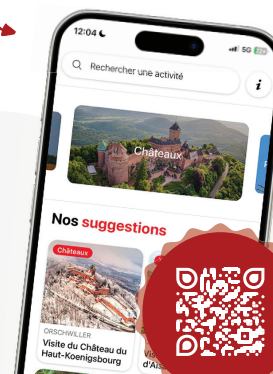 12:04
5G
Rechercher une activité
i
Châteaux
Nos suggestions
Châteaux
ORSCHWILLER
Visite du Château du
Haut-Koenigsbourg